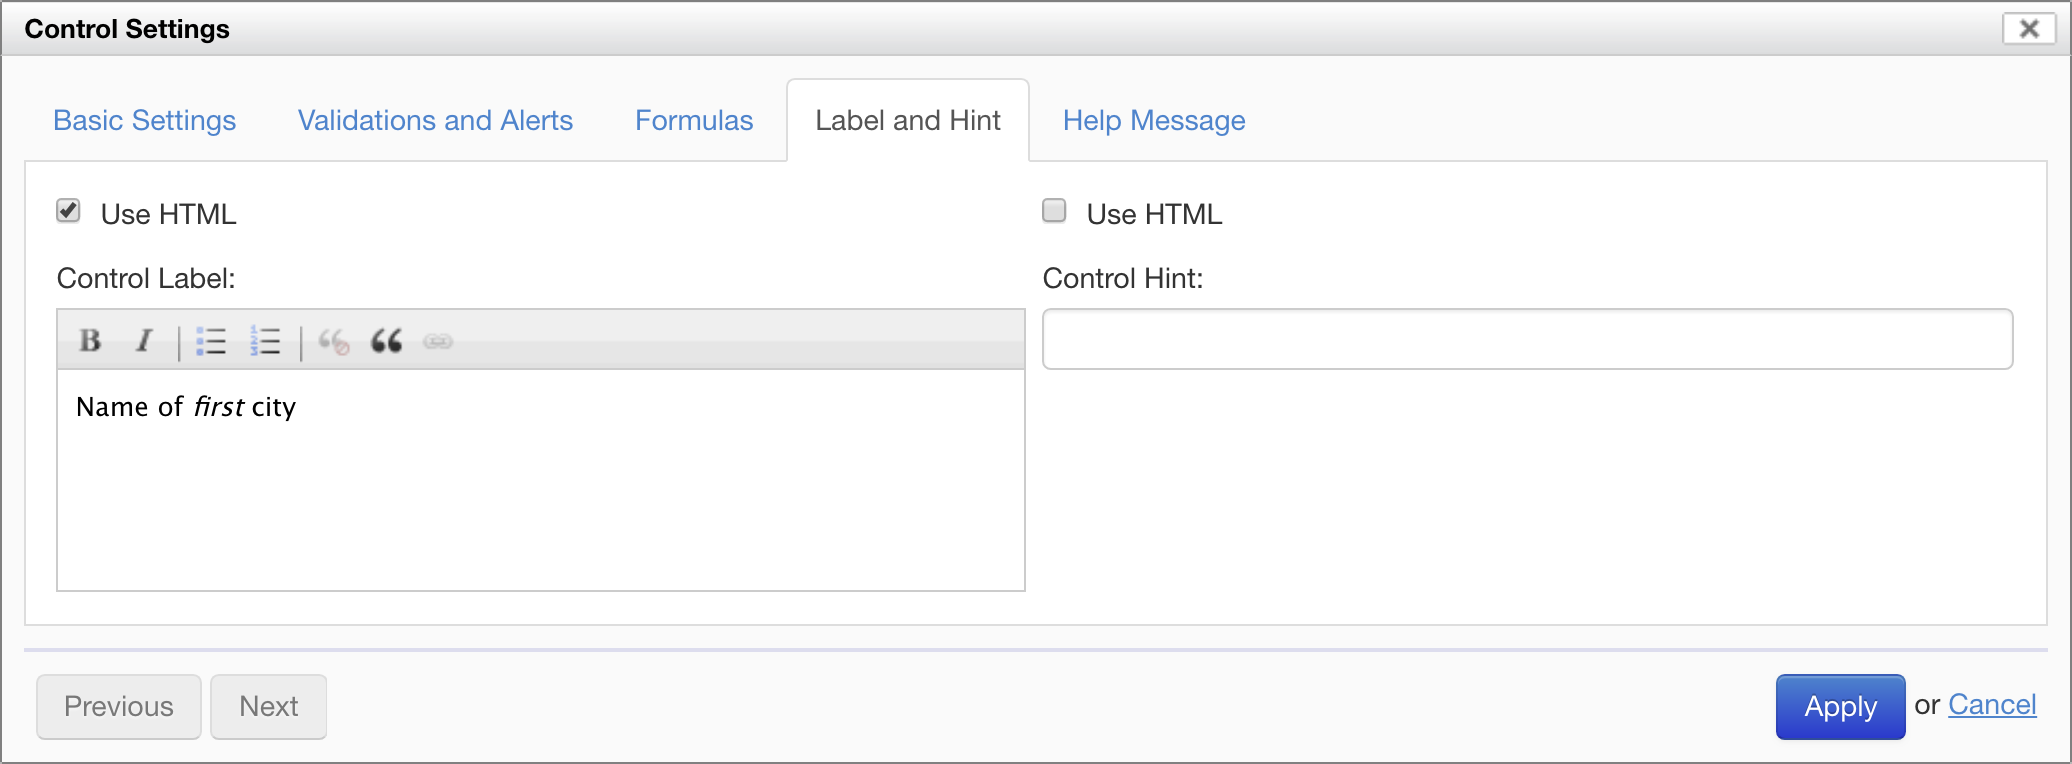 Control Settings
Basic Settings Validations and Alerts Formulas Label and Hint Help Message
Use HTML
Control Label:
B I
Name of first city
Use HTML
Control Hint:
Previous Next
Apply or Cancel